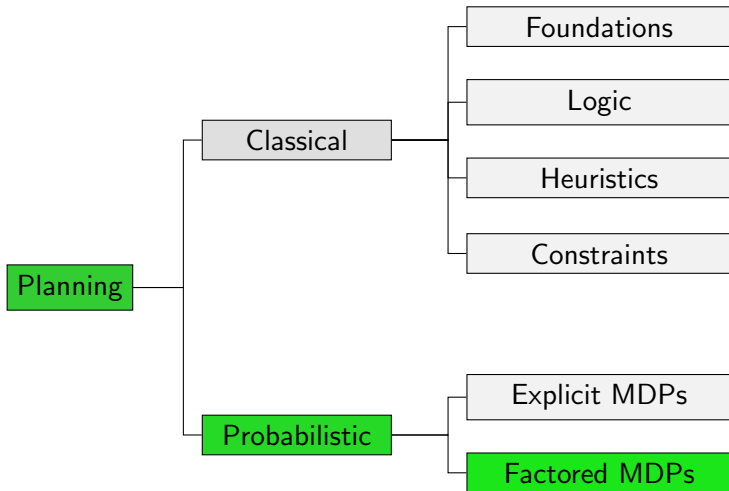 Foundations
Logic
Classical
Heuristics
Constraints
Planning
Explicit MDPs
Probabilistic
Factored MDPs